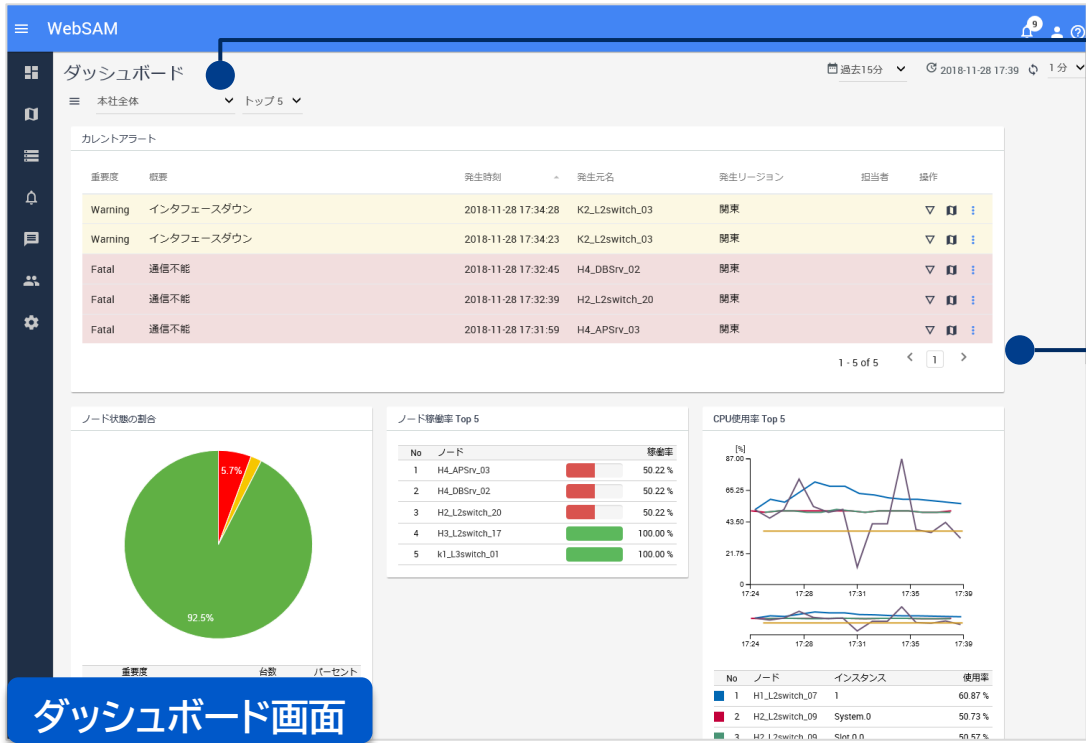 WebSAM
9
ダッシュボード
過去15分
2018-11-28 17:39
1分
本社全体
トップ 5
カレントアラート
重要度 概要 発生時刻 発生元名 発生リージョン 担当者 操作
Warning インタフェースダウン 2018-11-28 17:34:28 K2_L2switch_03 関東
Warning インタフェースダウン 2018-11-28 17:34:23 K2_L2switch_03 関東
Fatal 通信不能 2018-11-28 17:32:45 H4_DBSrv_02 関東
Fatal 通信不能 2018-11-28 17:32:39 H2_L2switch_20 関東
Fatal 通信不能 2018-11-28 17:31:59 H4_APSrv_03 関東
1 - 5 of 5 1
ノード状態の割合
5.7%
92.5%
重要度 台数 パーセント
ノード稼働率 Top 5
No ノード 稼働率
1 H4_APSrv_03 50.22 %
2 H4_DBSrv_02 50.22 %
3 H2_L2switch_20 50.22 %
4 H3_L2switch_17 100.00 %
5 k1_L3switch_01 100.00 %
CPU使用率 Top 5
[%]
87.00
65.25
43.50
21.75
0
17:24 17:28 17:31 17:35 17:39
17:24 17:28 17:31 17:35 17:39
No ノード インスタンス 使用率
1 H1_L2switch_07 1 60.87 %
2 H2_L2switch_09 System.0 50.73 %
3 H2_L2switch_09 Slot.0.0 50.57 %
ダッシュボード画面